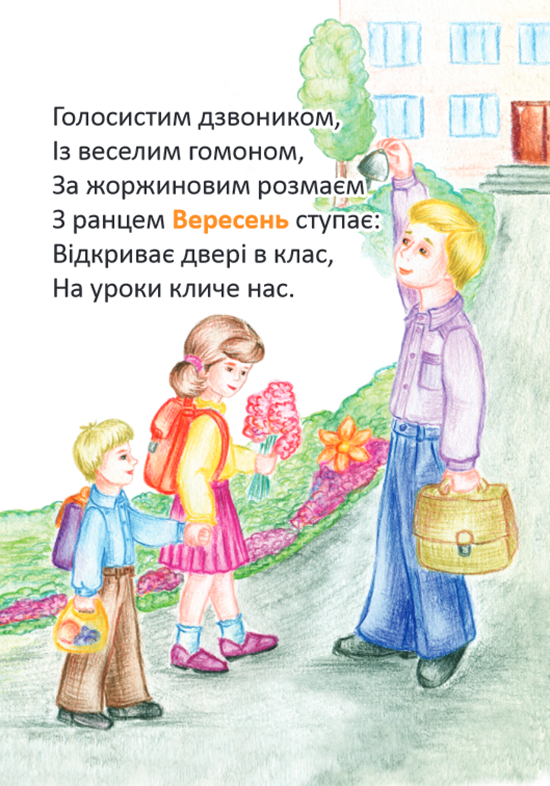 Голосистим дзвоником,
Із веселим гомоном,
За жоржиновим розмаєм
З ранцем Вересень ступає:
Відкриває двері в клас,
На уроки кличе нас.